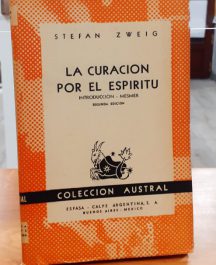 STEFAN ZWEIG
LA CURACION
POR EL ESPIRITU
INTRODUCCION - MESMER
SEGUNDA EDICION
COLECCION AUSTRAL
ESPASA - CALPE ARGENTINA, S. A.
BUENOS AIRES - MEXICO